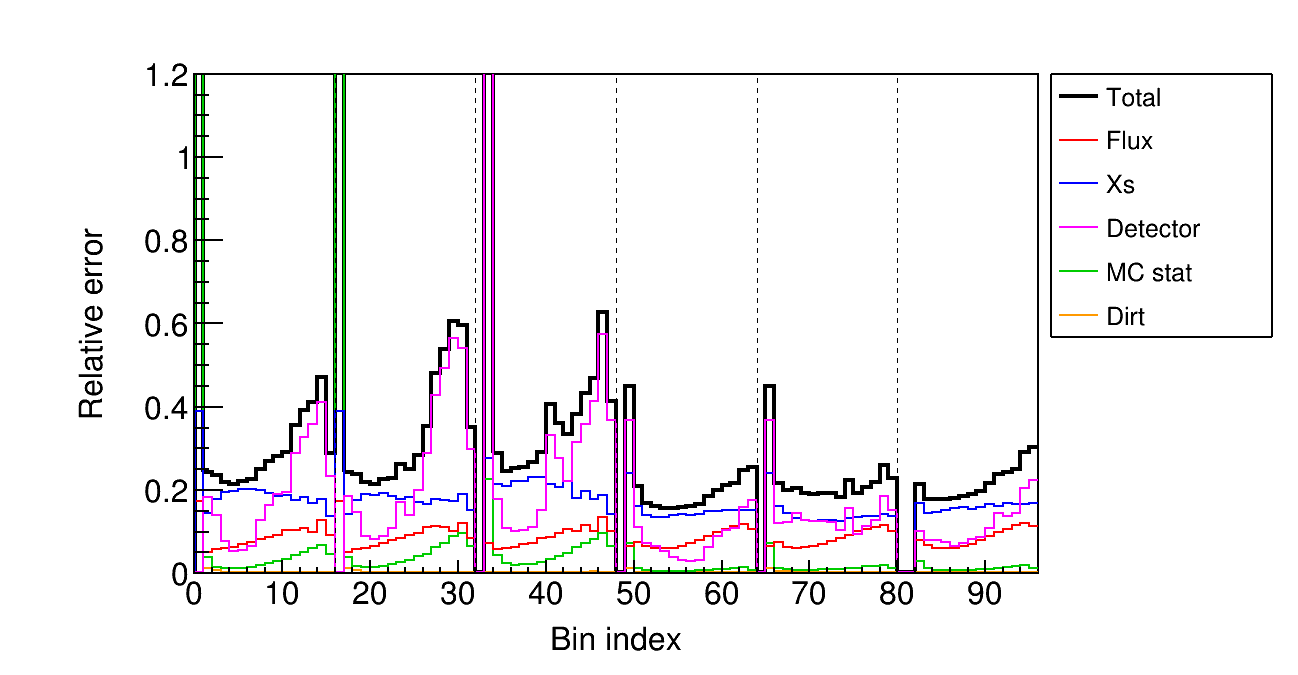 1.2
1
0.8
0.6
0.4
0.2
0
Relative error
0 10 20 30 40 50 60 70 80 90
Bin index
Total
Flux
Xs
Detector
MC stat
Dirt